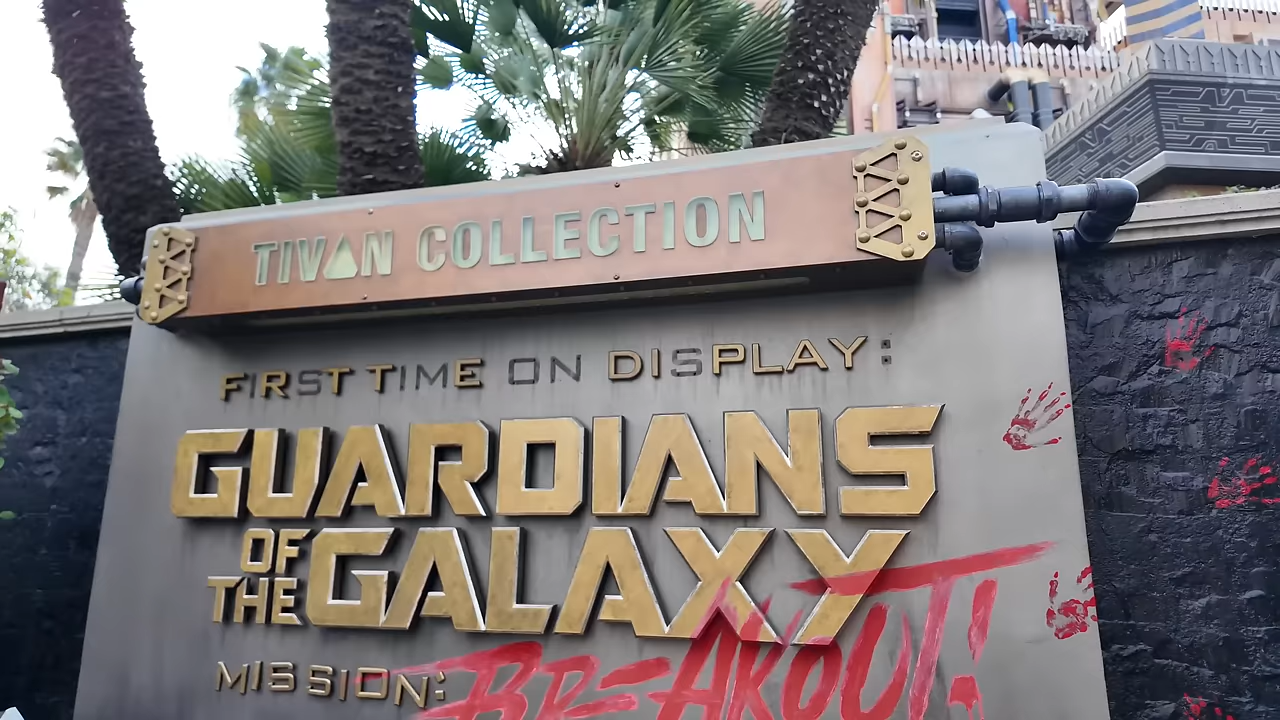 TIVAN COLLECTION
FIRST TIME ON DISPLAY:
GUARDIANS
OF THE GALAXY
MISSION: BREAKOUT!